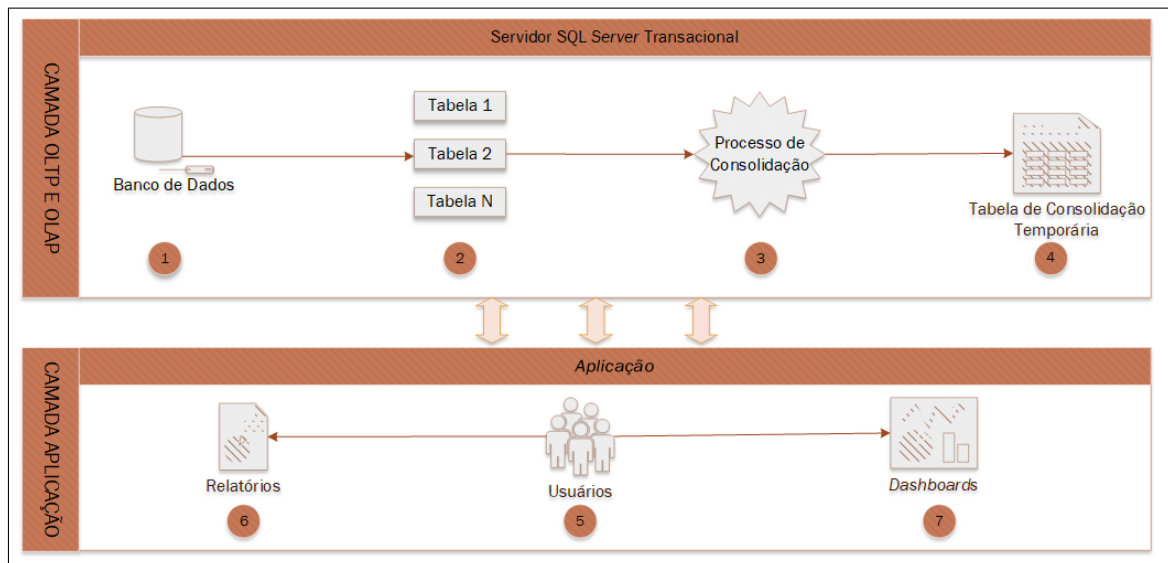 CAMADA OLTP E OLAP
Servidor SQL Server Transacional
Banco de Dados
1
Tabela 1
Tabela 2
Tabela N
2
Processo de
Consolidação
3
Tabela de Consolidação
Temporária
4
CAMADA APLICAÇÃO
Aplicação
Relatórios
6
Usuários
5
Dashboards
7